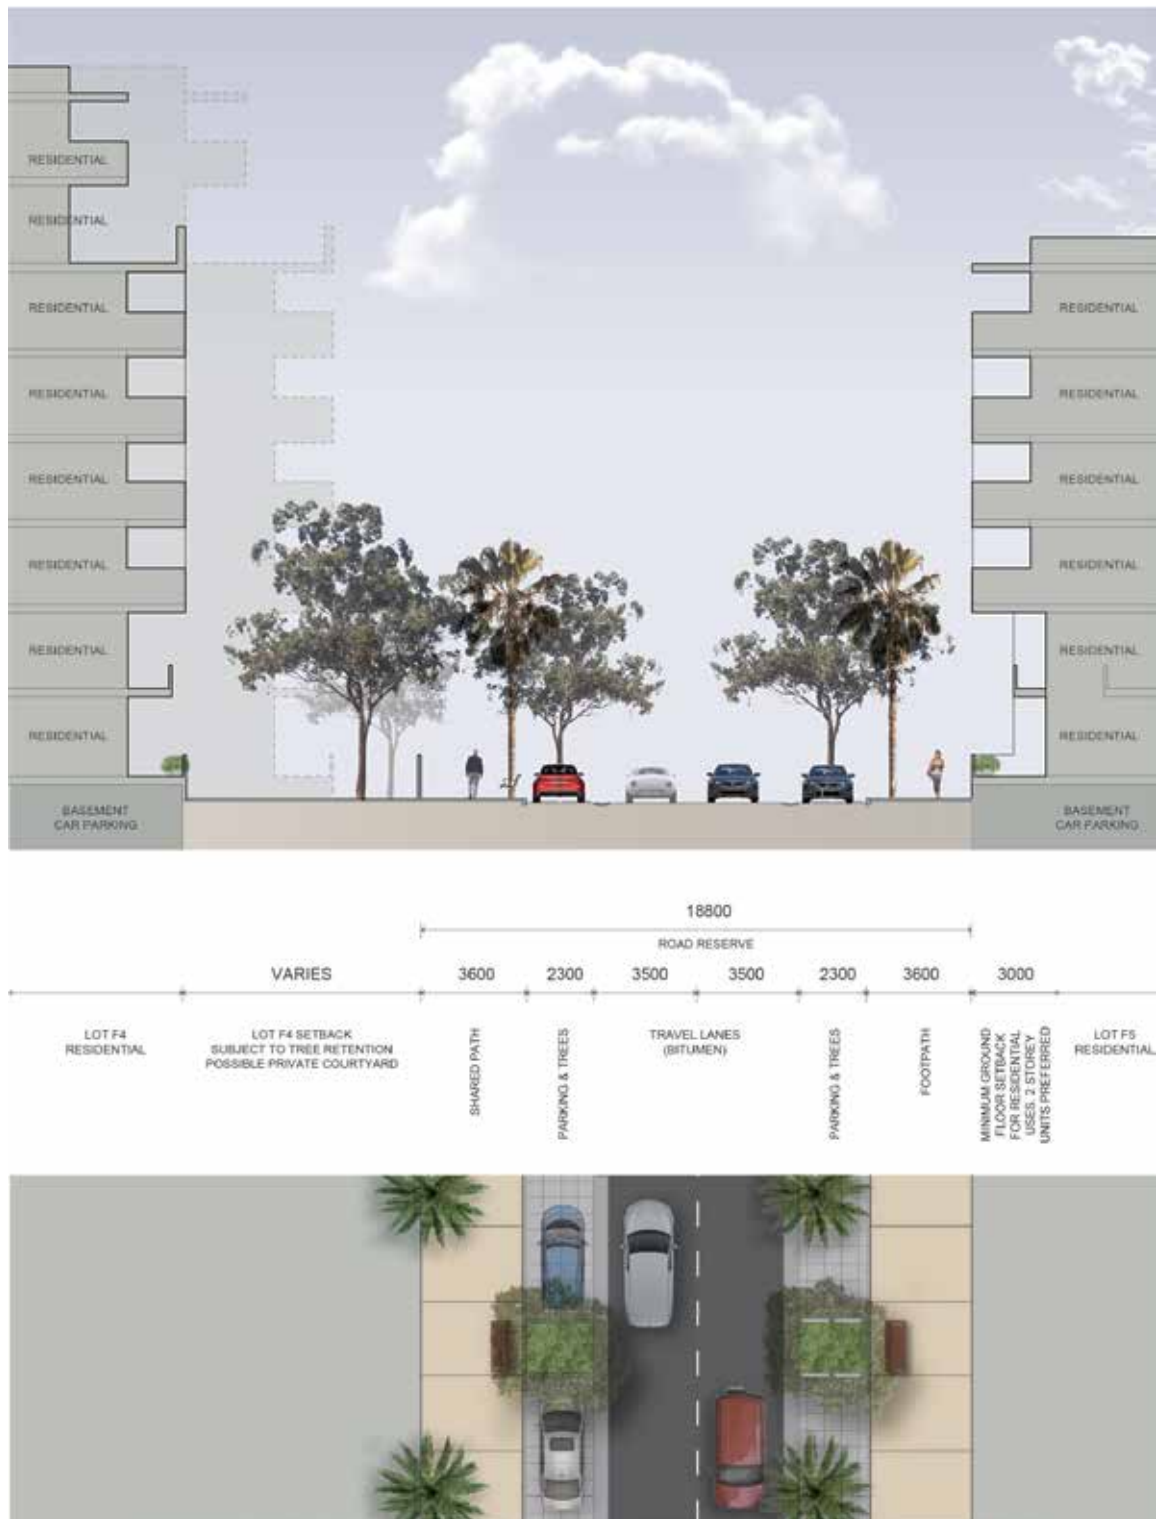 RESIDENTIAL
RESIDENTIAL
RESIDENTIAL
RESIDENTIAL
RESIDENTIAL
RESIDENTIAL
RESIDENTIAL
RESIDENTIAL
BASEMENT
CAR PARKING
RESIDENTIAL
RESIDENTIAL
RESIDENTIAL
RESIDENTIAL
RESIDENTIAL
RESIDENTIAL
BASEMENT
CAR PARKING
18800
ROAD RESERVE
VARIES
3600
2300
3500
3500
2300
3600
3000
LOT F4
RESIDENTIAL
LOT F4 SETBACK
SUBJECT TO TREE RETENTION
POSSIBLE PRIVATE COURTYARD
SHARED PATH
PARKING & TREES
TRAVEL LANES
(BITUMEN)
PARKING & TREES
FOOTPATH
MINIMUM GROUND
FLOOR SETBACK
FOR RESIDENTIAL
USES. 2 STOREY
UNITS PREFERRED
LOT F5
RESIDENTIAL